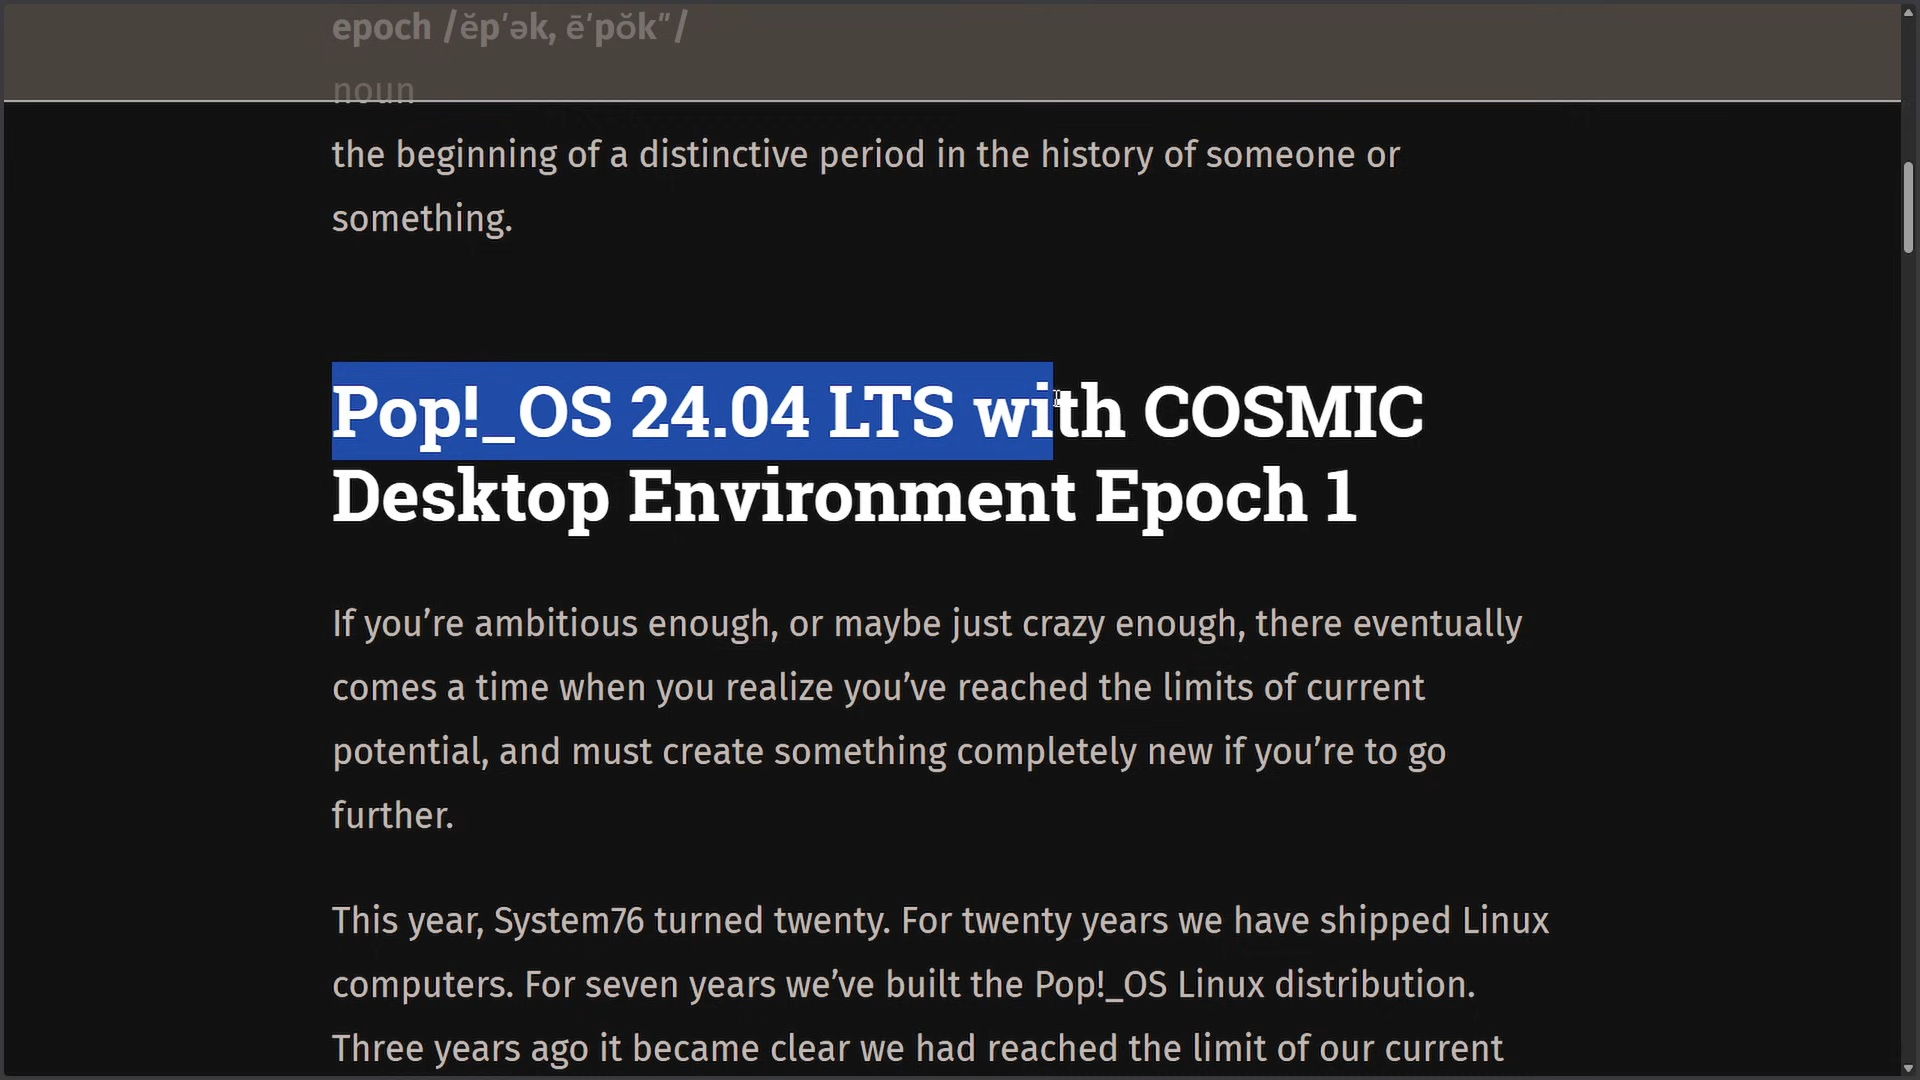 epoch /ĕp′ək, ē′pŏk″/
noun
the beginning of a distinctive period in the history of someone or
something.
Pop!_OS 24.04 LTS with COSMIC
Desktop Environment Epoch 1
If you’re ambitious enough, or maybe just crazy enough, there eventually
comes a time when you realize you’ve reached the limits of current
potential, and must create something completely new if you’re to go
further.
This year, System76 turned twenty. For twenty years we have shipped Linux
computers. For seven years we’ve built the Pop!_OS Linux distribution.
Three years ago it became clear we had reached the limit of our current